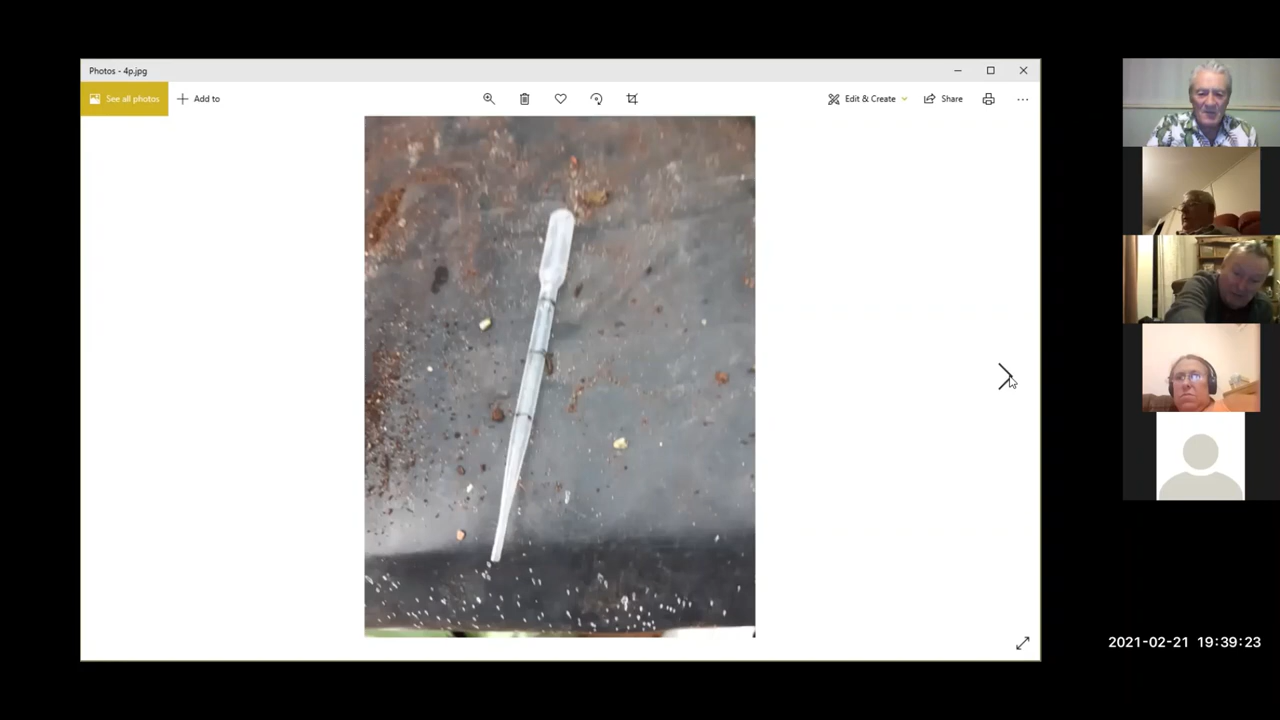 Photos - 4p.jpg
See all photos
Add to
Edit & Create
Share
2021-02-21 19:39:23